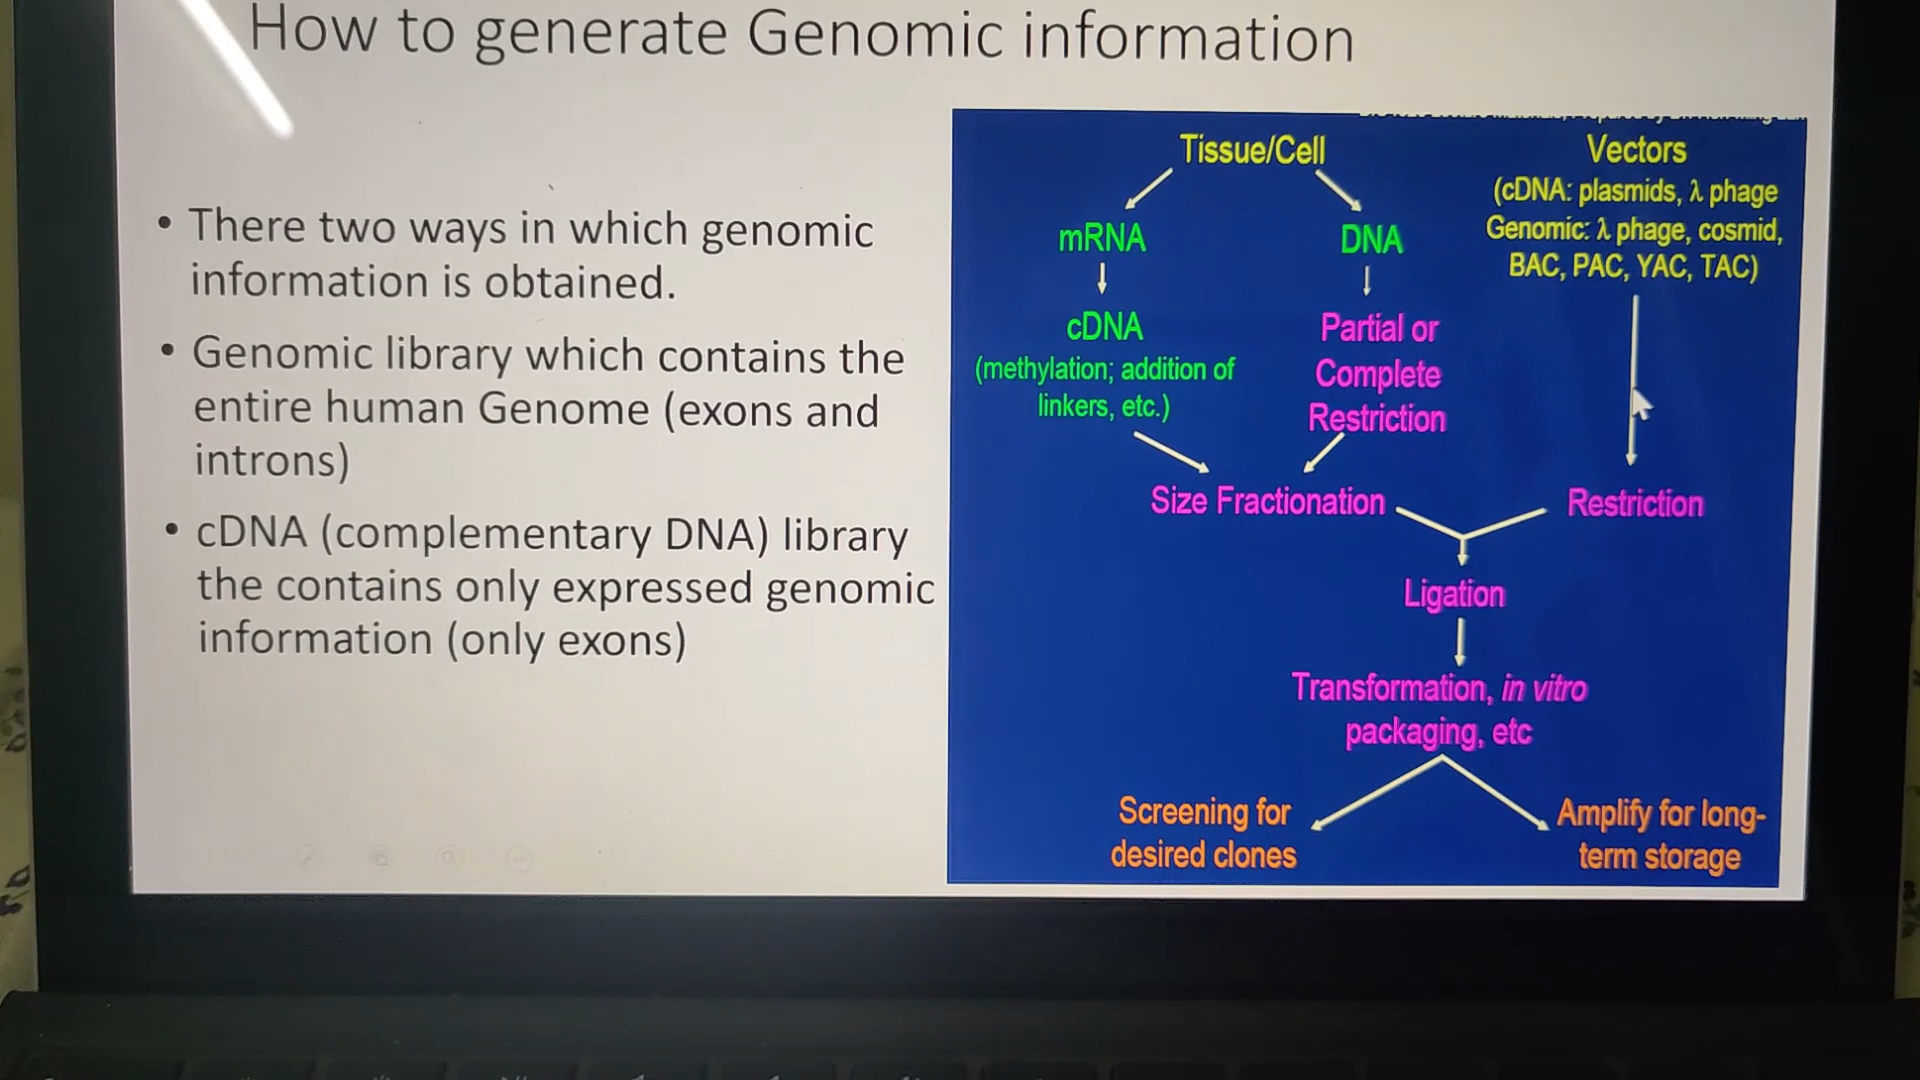 How to generate Genomic information
• There two ways in which genomic
information is obtained.
• Genomic library which contains the
entire human Genome (exons and
introns)
• cDNA (complementary DNA) library
the contains only expressed genomic
information (only exons)
Tissue/Cell
mRNA
DNA
cDNA
(methylation; addition of
linkers, etc.)
Partial or
Complete
Restriction
Vectors
(cDNA: plasmids, λ phage
Genomic: λ phage, cosmid,
BAC, PAC, YAC, TAC)
Size Fractionation
Restriction
Ligation
Transformation, in vitro
packaging, etc
Screening for
desired clones
Amplify for long-
term storage